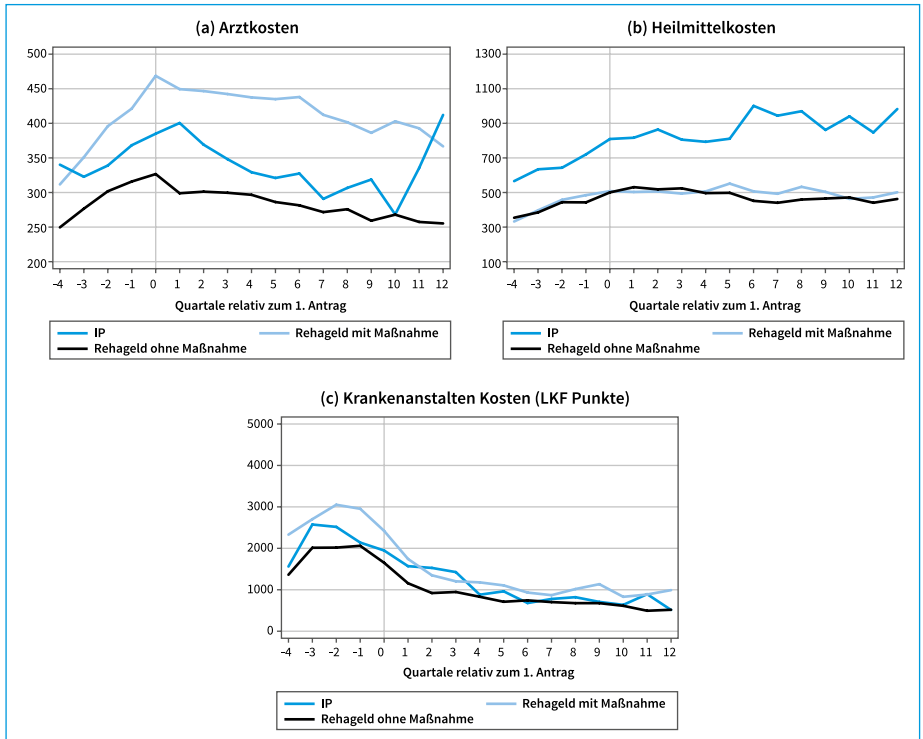 (a) Arztkosten
500
450
400
350
300
250
200
–4 –3 –2 –1 0 1 2 3 4 5 6 7 8 9 10 11 12
Quartale relativ zum 1. Antrag
IP Rehageld mit Maßnahme
Rehageld ohne Maßnahme
(b) Heilmittelkosten
1300
1100
900
700
500
300
100
–4 –3 –2 –1 0 1 2 3 4 5 6 7 8 9 10 11 12
Quartale relativ zum 1. Antrag
IP Rehageld mit Maßnahme
Rehageld ohne Maßnahme
(c) Krankenanstalten Kosten (LKF Punkte)
5000
4000
3000
2000
1000
0
–4 –3 –2 –1 0 1 2 3 4 5 6 7 8 9 10 11 12
Quartale relativ zum 1. Antrag
IP Rehageld mit Maßnahme
Rehageld ohne Maßnahme